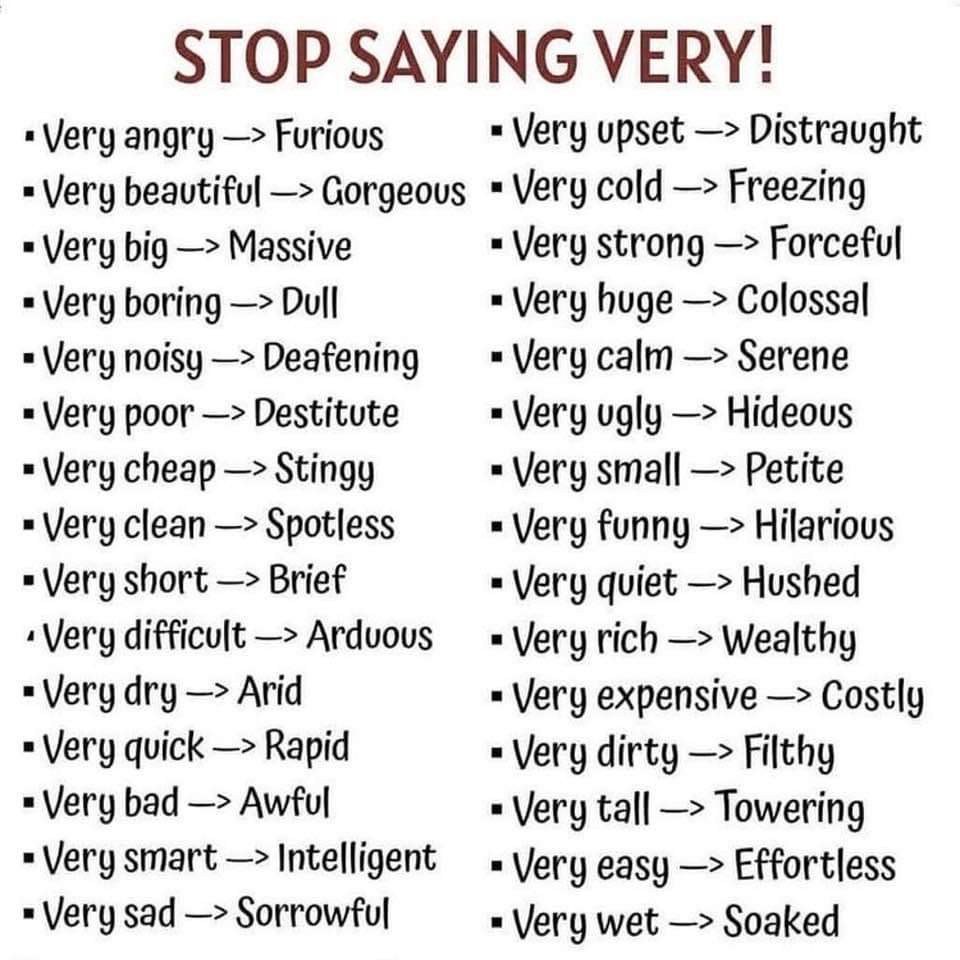 STOP SAYING VERY!
▪ Very angry —> Furious
▪ Very beautiful —> Gorgeous
▪ Very big —> Massive
▪ Very boring —> Dull
▪ Very noisy —> Deafening
▪ Very poor —> Destitute
▪ Very cheap —> Stingy
▪ Very clean —> Spotless
▪ Very short —> Brief
▪ Very difficult —> Arduous
▪ Very dry —> Arid
▪ Very quick —> Rapid
▪ Very bad —> Awful
▪ Very smart —> Intelligent
▪ Very sad —> Sorrowful
▪ Very upset —> Distraught
▪ Very cold —> Freezing
▪ Very strong —> Forceful
▪ Very huge —> Colossal
▪ Very calm —> Serene
▪ Very ugly —> Hideous
▪ Very small —> Petite
▪ Very funny —> Hilarious
▪ Very quiet —> Hushed
▪ Very rich —> Wealthy
▪ Very expensive —> Costly
▪ Very dirty —> Filthy
▪ Very tall —> Towering
▪ Very easy —> Effortless
▪ Very wet —> Soaked